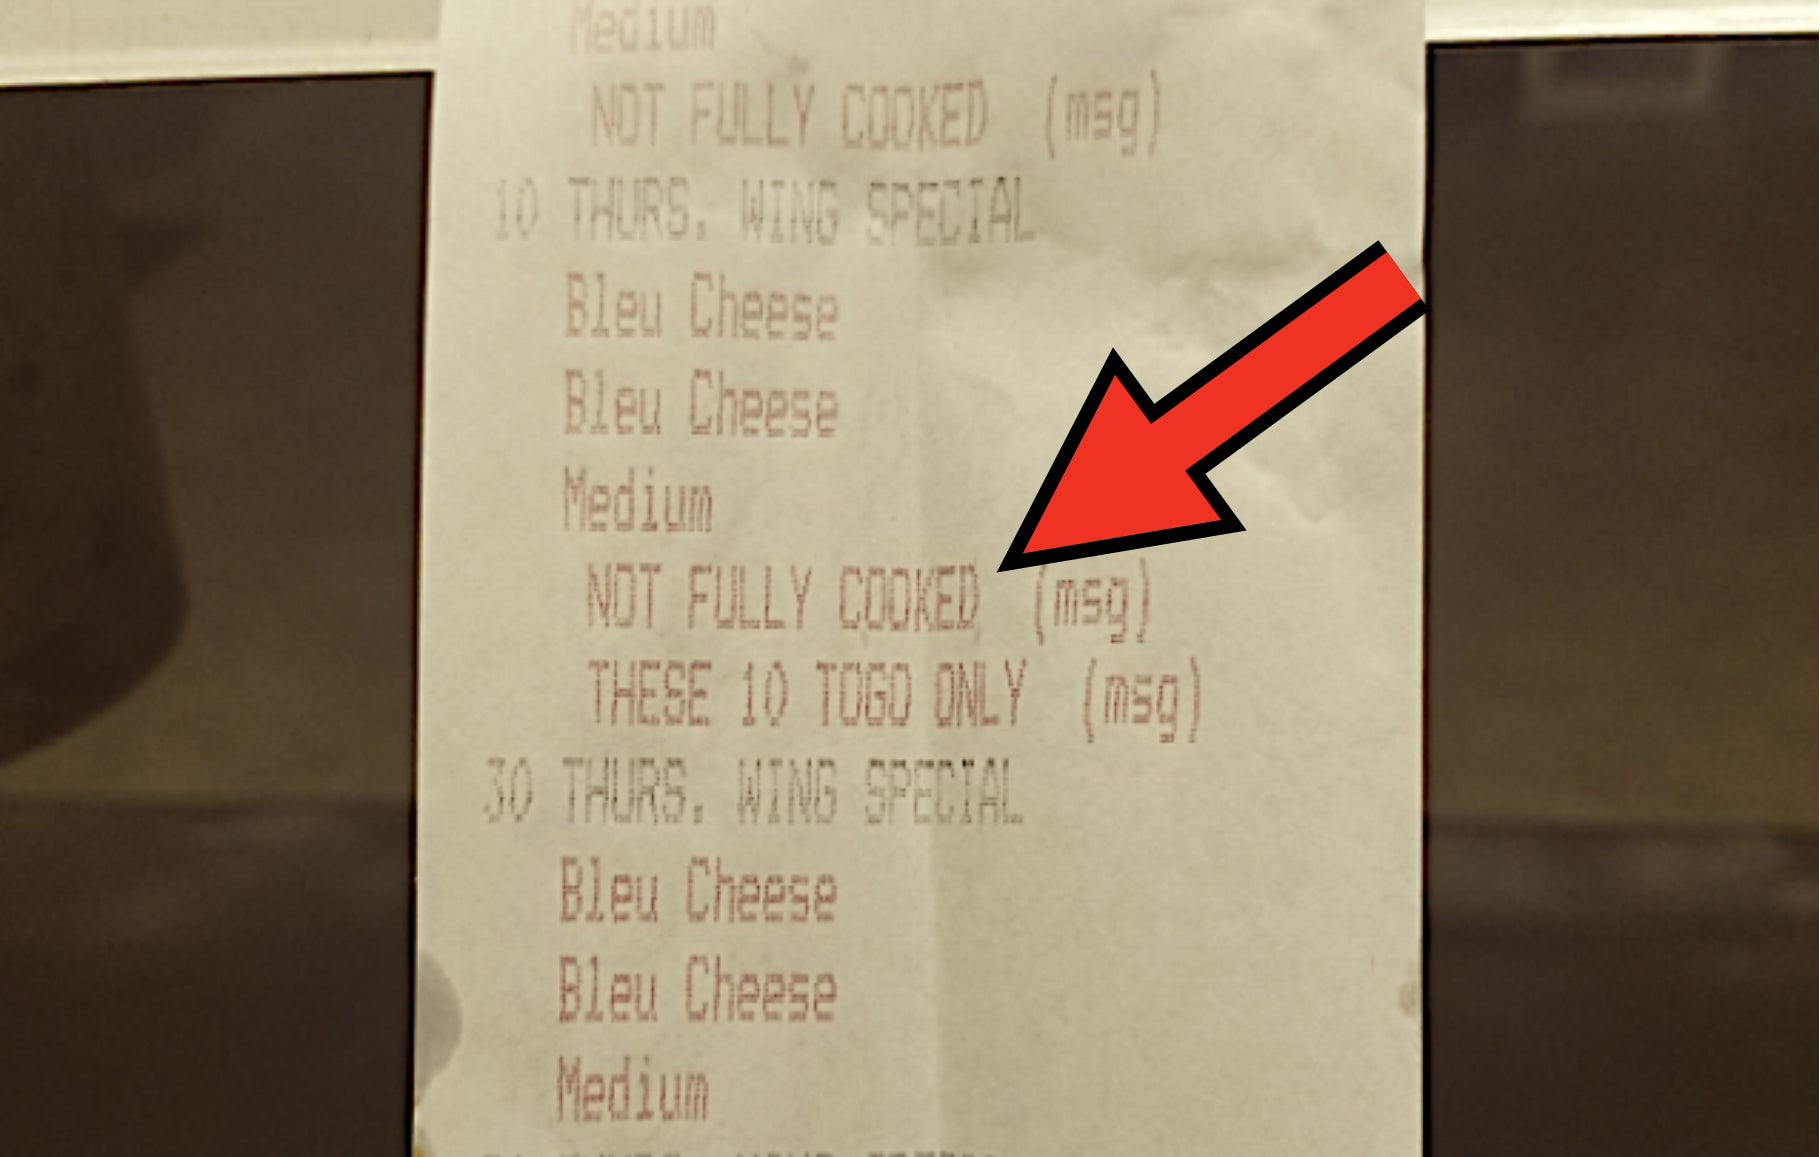 Medium
NOT FULLY COOKED (msg)
10 THURS. WING SPECIAL
Bleu Cheese
Bleu Cheese
Medium
NOT FULLY COOKED (msg)
THESE 10 TOGO ONLY (msg)
30 THURS. WING SPECIAL
Bleu Cheese
Bleu Cheese
Medium